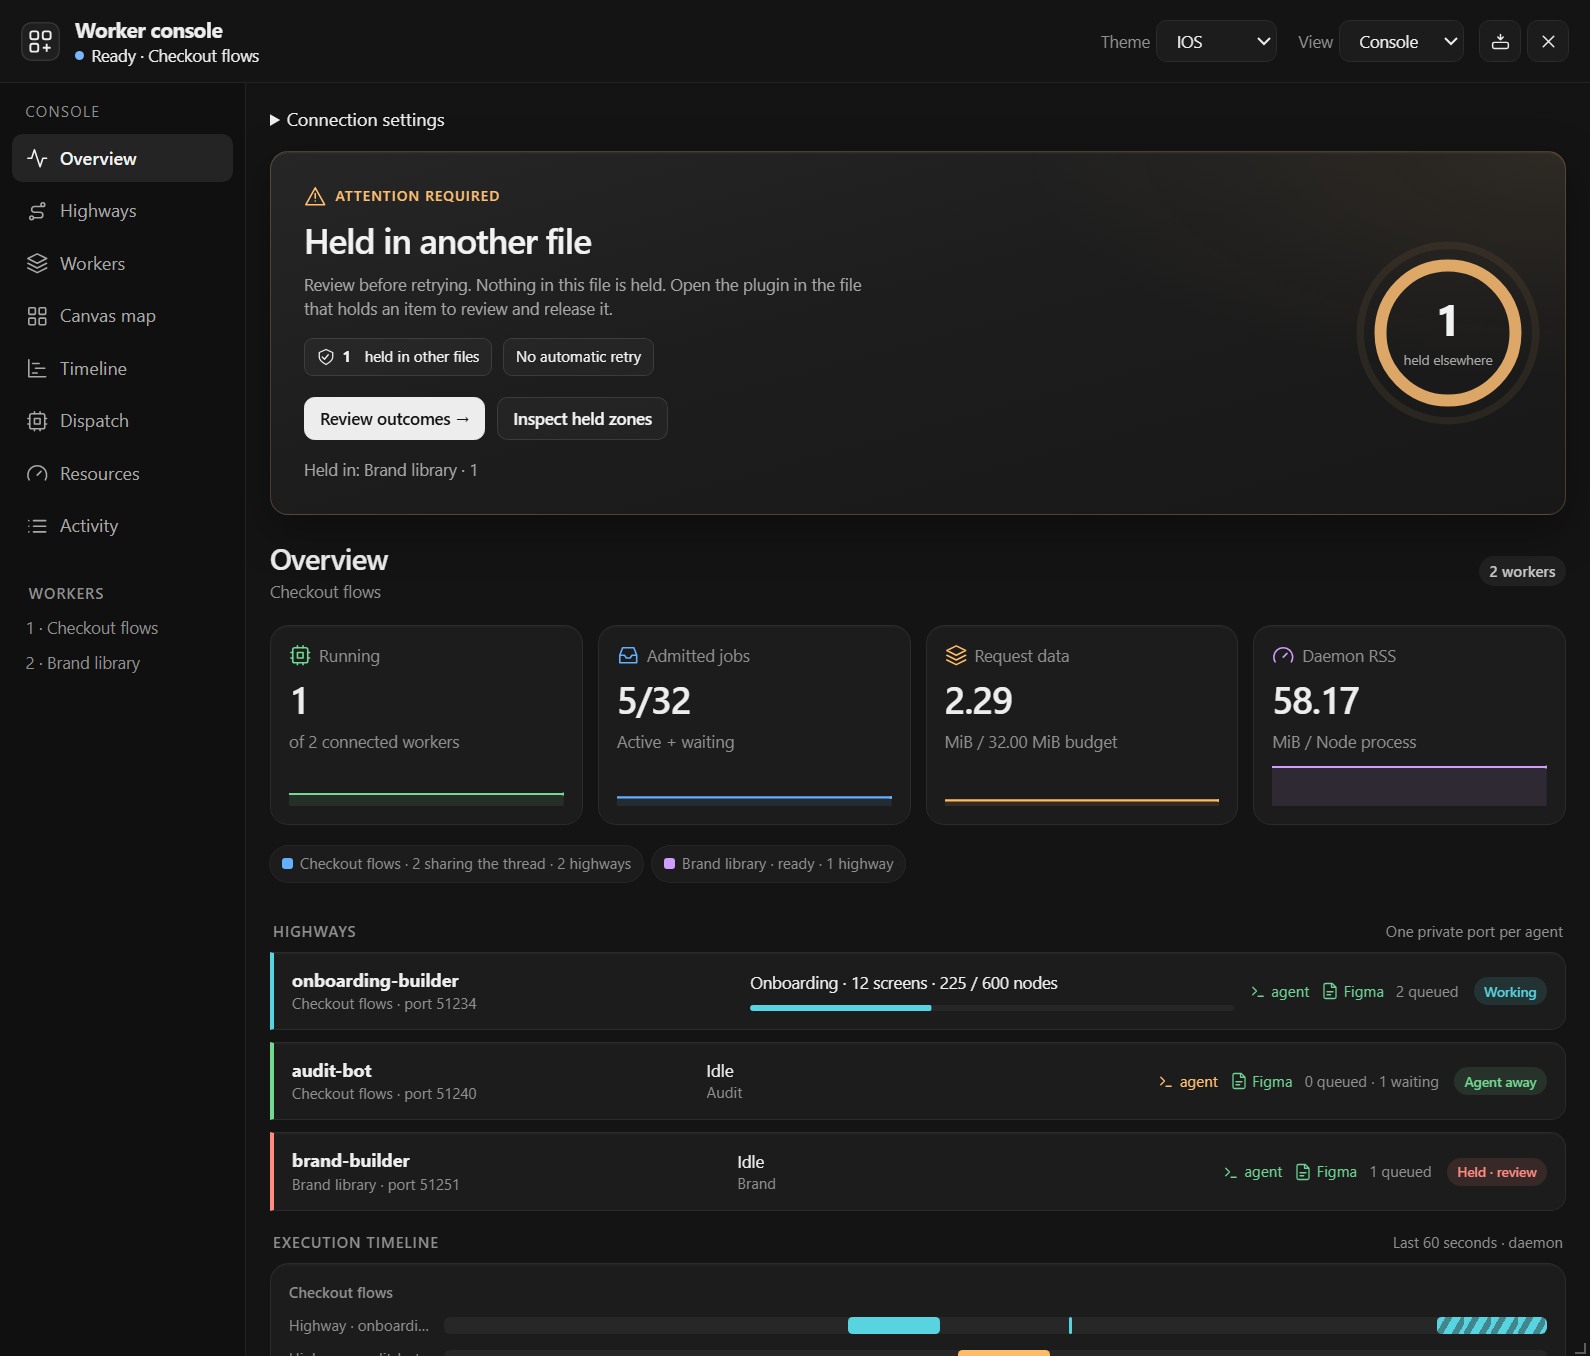 Worker console
Ready · Checkout flows
Theme
IOS
View
Console
CONSOLE
Overview
Highways
Workers
Canvas map
Timeline
Dispatch
Resources
Activity
WORKERS
1 · Checkout flows
2 · Brand library
Connection settings
ATTENTION REQUIRED
Held in another file
Review before retrying. Nothing in this file is held. Open the plugin in the file
that holds an item to review and release it.
1 held in other files
No automatic retry
Review outcomes →
Inspect held zones
Held in: Brand library · 1
1
held elsewhere
Overview
Checkout flows
2 workers
Running
1
of 2 connected workers
Admitted jobs
5/32
Active + waiting
Request data
2.29
MiB / 32.00 MiB budget
Daemon RSS
58.17
MiB / Node process
Checkout flows · 2 sharing the thread · 2 highways
Brand library · ready · 1 highway
HIGHWAYS
One private port per agent
onboarding-builder
Checkout flows · port 51234
Onboarding · 12 screens · 225 / 600 nodes
agent
Figma
2 queued
Working
audit-bot
Checkout flows · port 51240
Idle
Audit
agent
Figma
0 queued · 1 waiting
Agent away
brand-builder
Brand library · port 51251
Idle
Brand
agent
Figma
1 queued
Held · review
EXECUTION TIMELINE
Last 60 seconds · daemon
Checkout flows
Highway · onboardi...